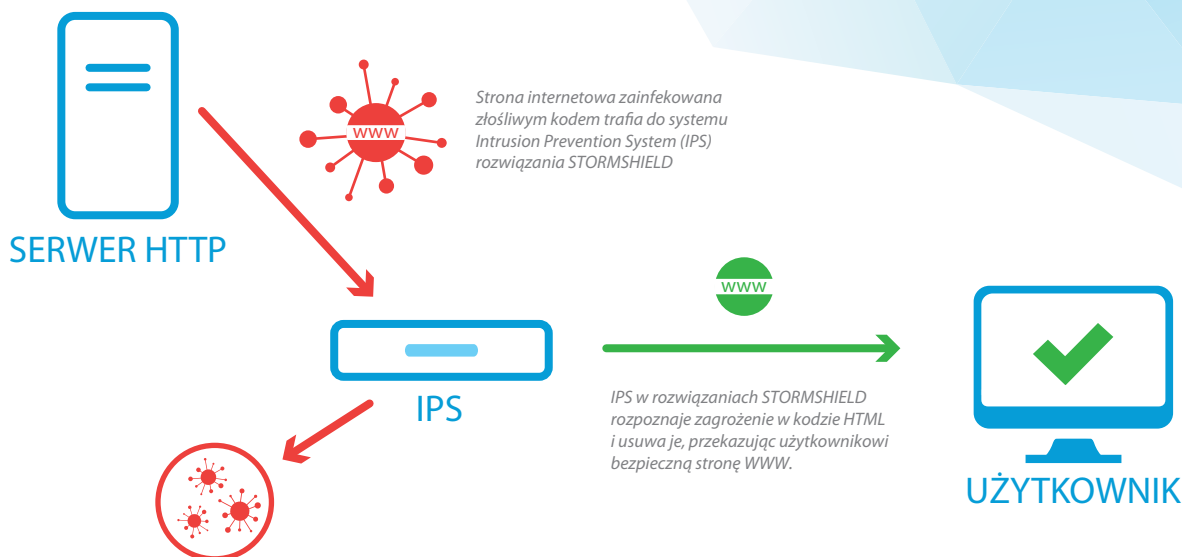 WWW
Strona internetowa zainfekowana
złośliwym kodem trafia do systemu
Intrusion Prevention System (IPS)
rozwiązania STORMSHIELD
SERWER HTTP
WWW
IPS
IPS w rozwiązaniach STORMSHIELD
rozpoznaje zagrożenie w kodzie HTML
i usuwa je, przekazując użytkownikowi
bezpieczną stronę WWW.
UŻYTKOWNIK